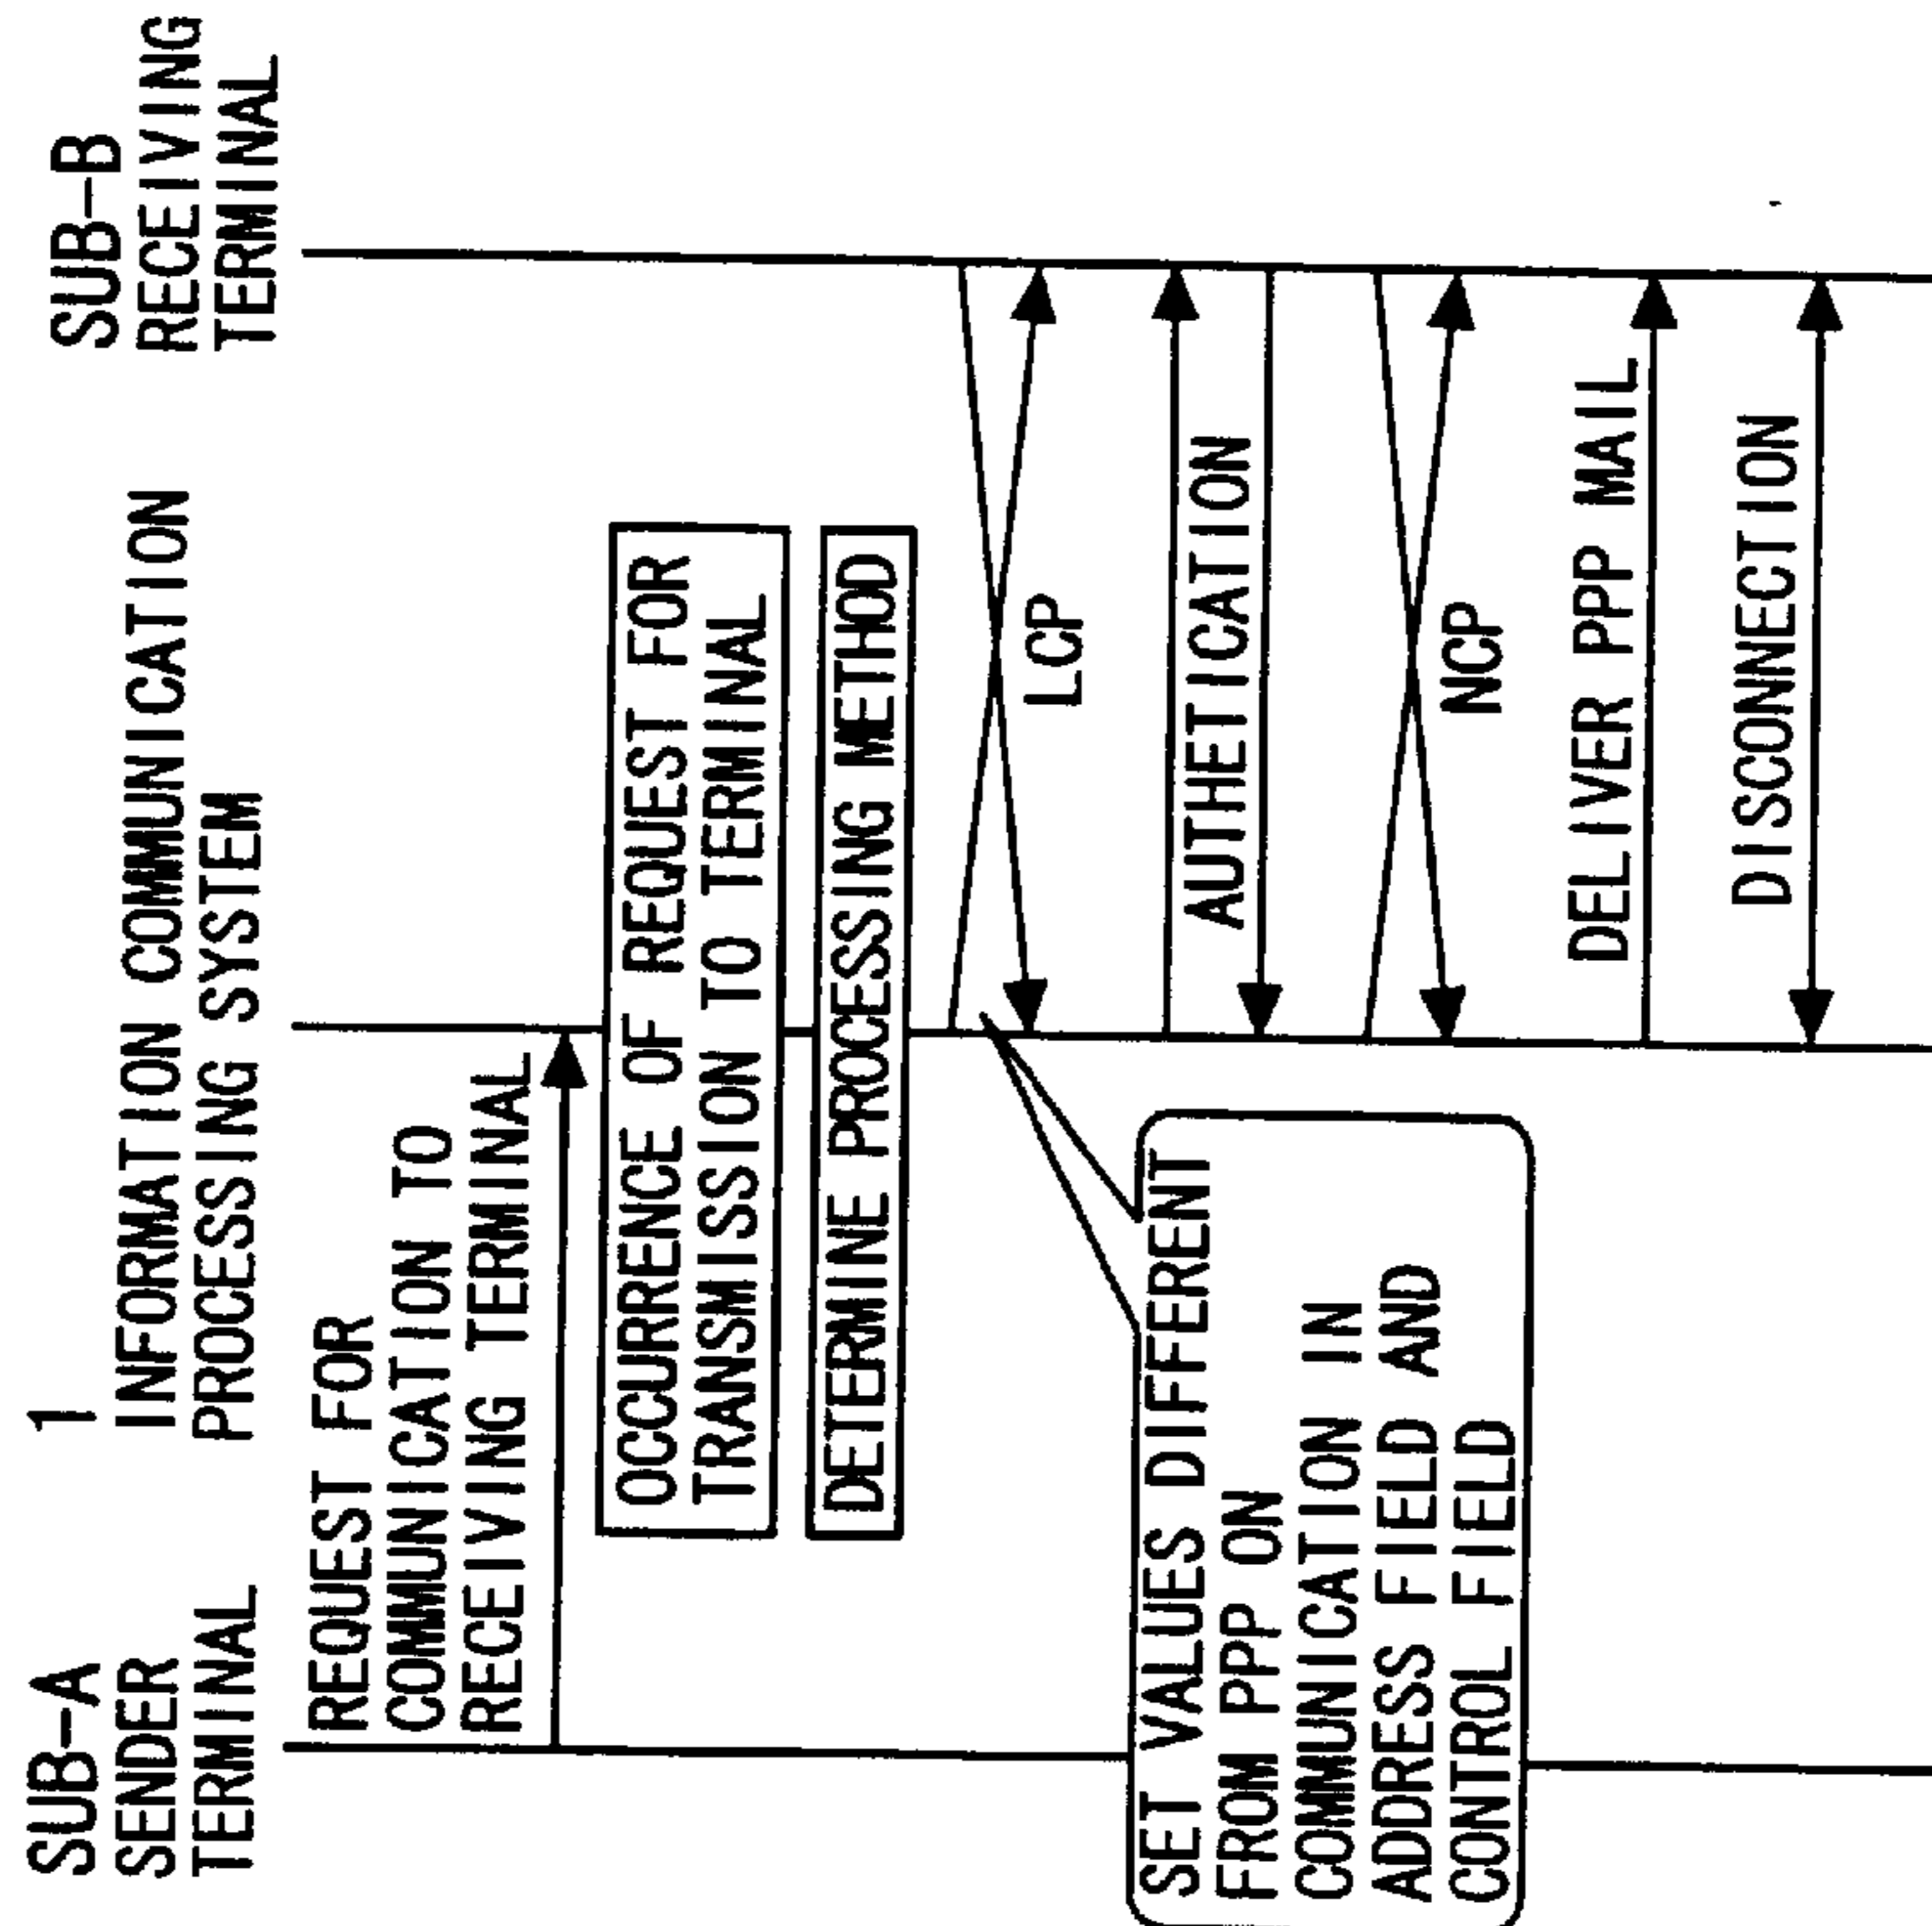 SUB-A
SENDER
TERMINAL
1
INFORMATION COMMUNICATION
PROCESSING SYSTEM
SUB-B
RECEIVING
TERMINAL
REQUEST FOR
COMMUNICATION TO
RECEIVING TERMINAL
OCCURRENCE OF REQUEST FOR
TRANSMISSION TO TERMINAL
DETERMINE PROCESSING METHOD
LCP
SET VALUES DIFFERENT
FROM PPP ON
COMMUNICATION IN
ADDRESS FIELD AND
CONTROL FIELD
AUTHETICATION
NCP
DELIVER PPP MAIL
DISCONNECTION